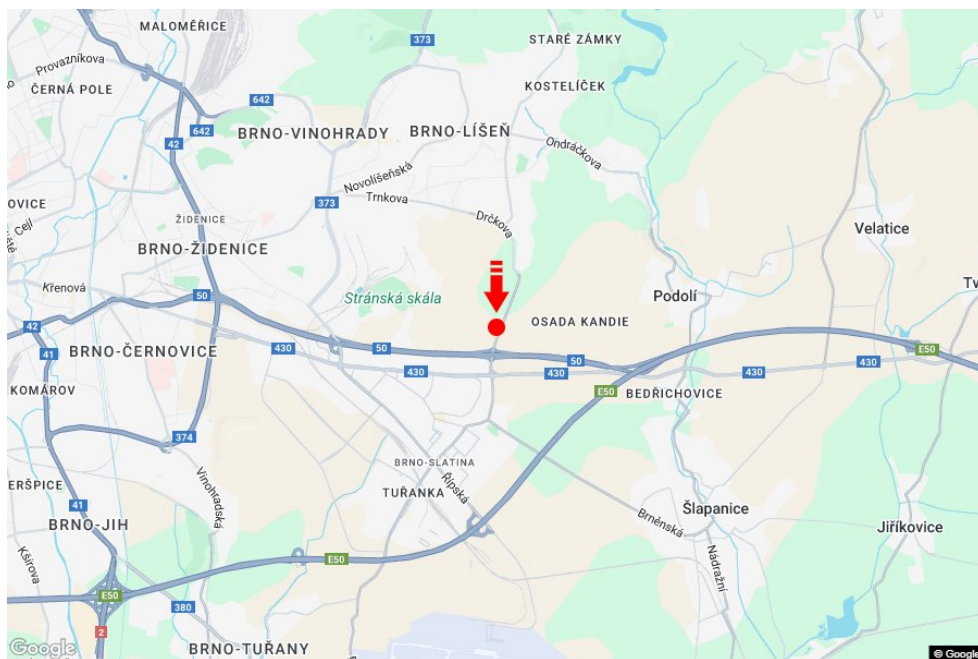 MALOMĚŘICE
373
STARÉ ZÁMKY
Provazníkova
ČERNÁ POLE
KOSTELÍČEK
642
BRNO-VINOHRADY
BRNO-LÍŠEŇ
642
42
Ondráčkova
Novolíšeňská
373
Trnkova
OVICE
Cejl
ŽIDENICE
Drčkova
Velatice
BRNO-ŽIDENICE
Křenová
50
Stránská skála
Podolí
Tv
OSADA KANDIE
42
41
BRNO-ČERNOVICE
430
50
50
430
430
430
E50
E50
KOMÁROV
BEDŘICHOVICE
374
BRNO-SLATINA
TUŘANKA
Řípská
Vinohradská
ERŠPICE
41
BRNO-JIH
Šlapanice
Brněnská
Jiříkovice
Nádražní
Kšírova
E50
E50
380
2
BRNO-TUŘANY
Google
© Google